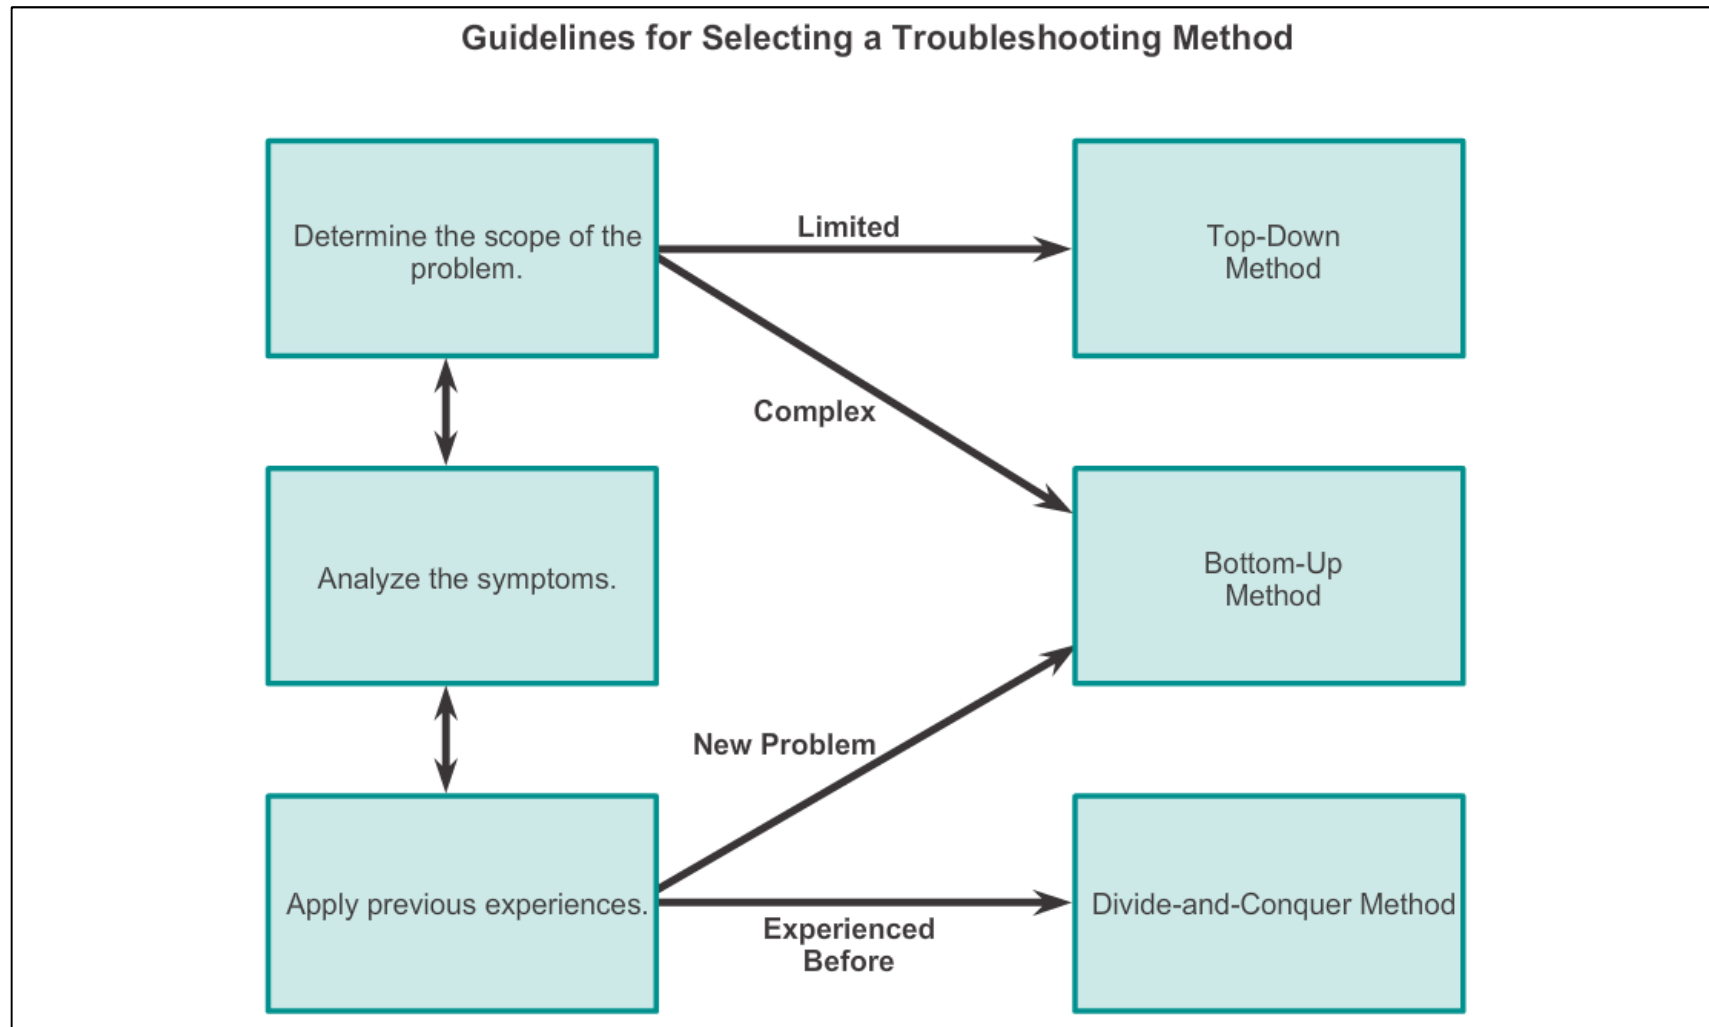 Guidelines for Selecting a Troubleshooting Method
Determine the scope of the
problem.
Limited
Top-Down
Method
Complex
Analyze the symptoms.
Bottom-Up
Method
New Problem
Apply previous experiences.
Experienced
Before
Divide-and-Conquer Method